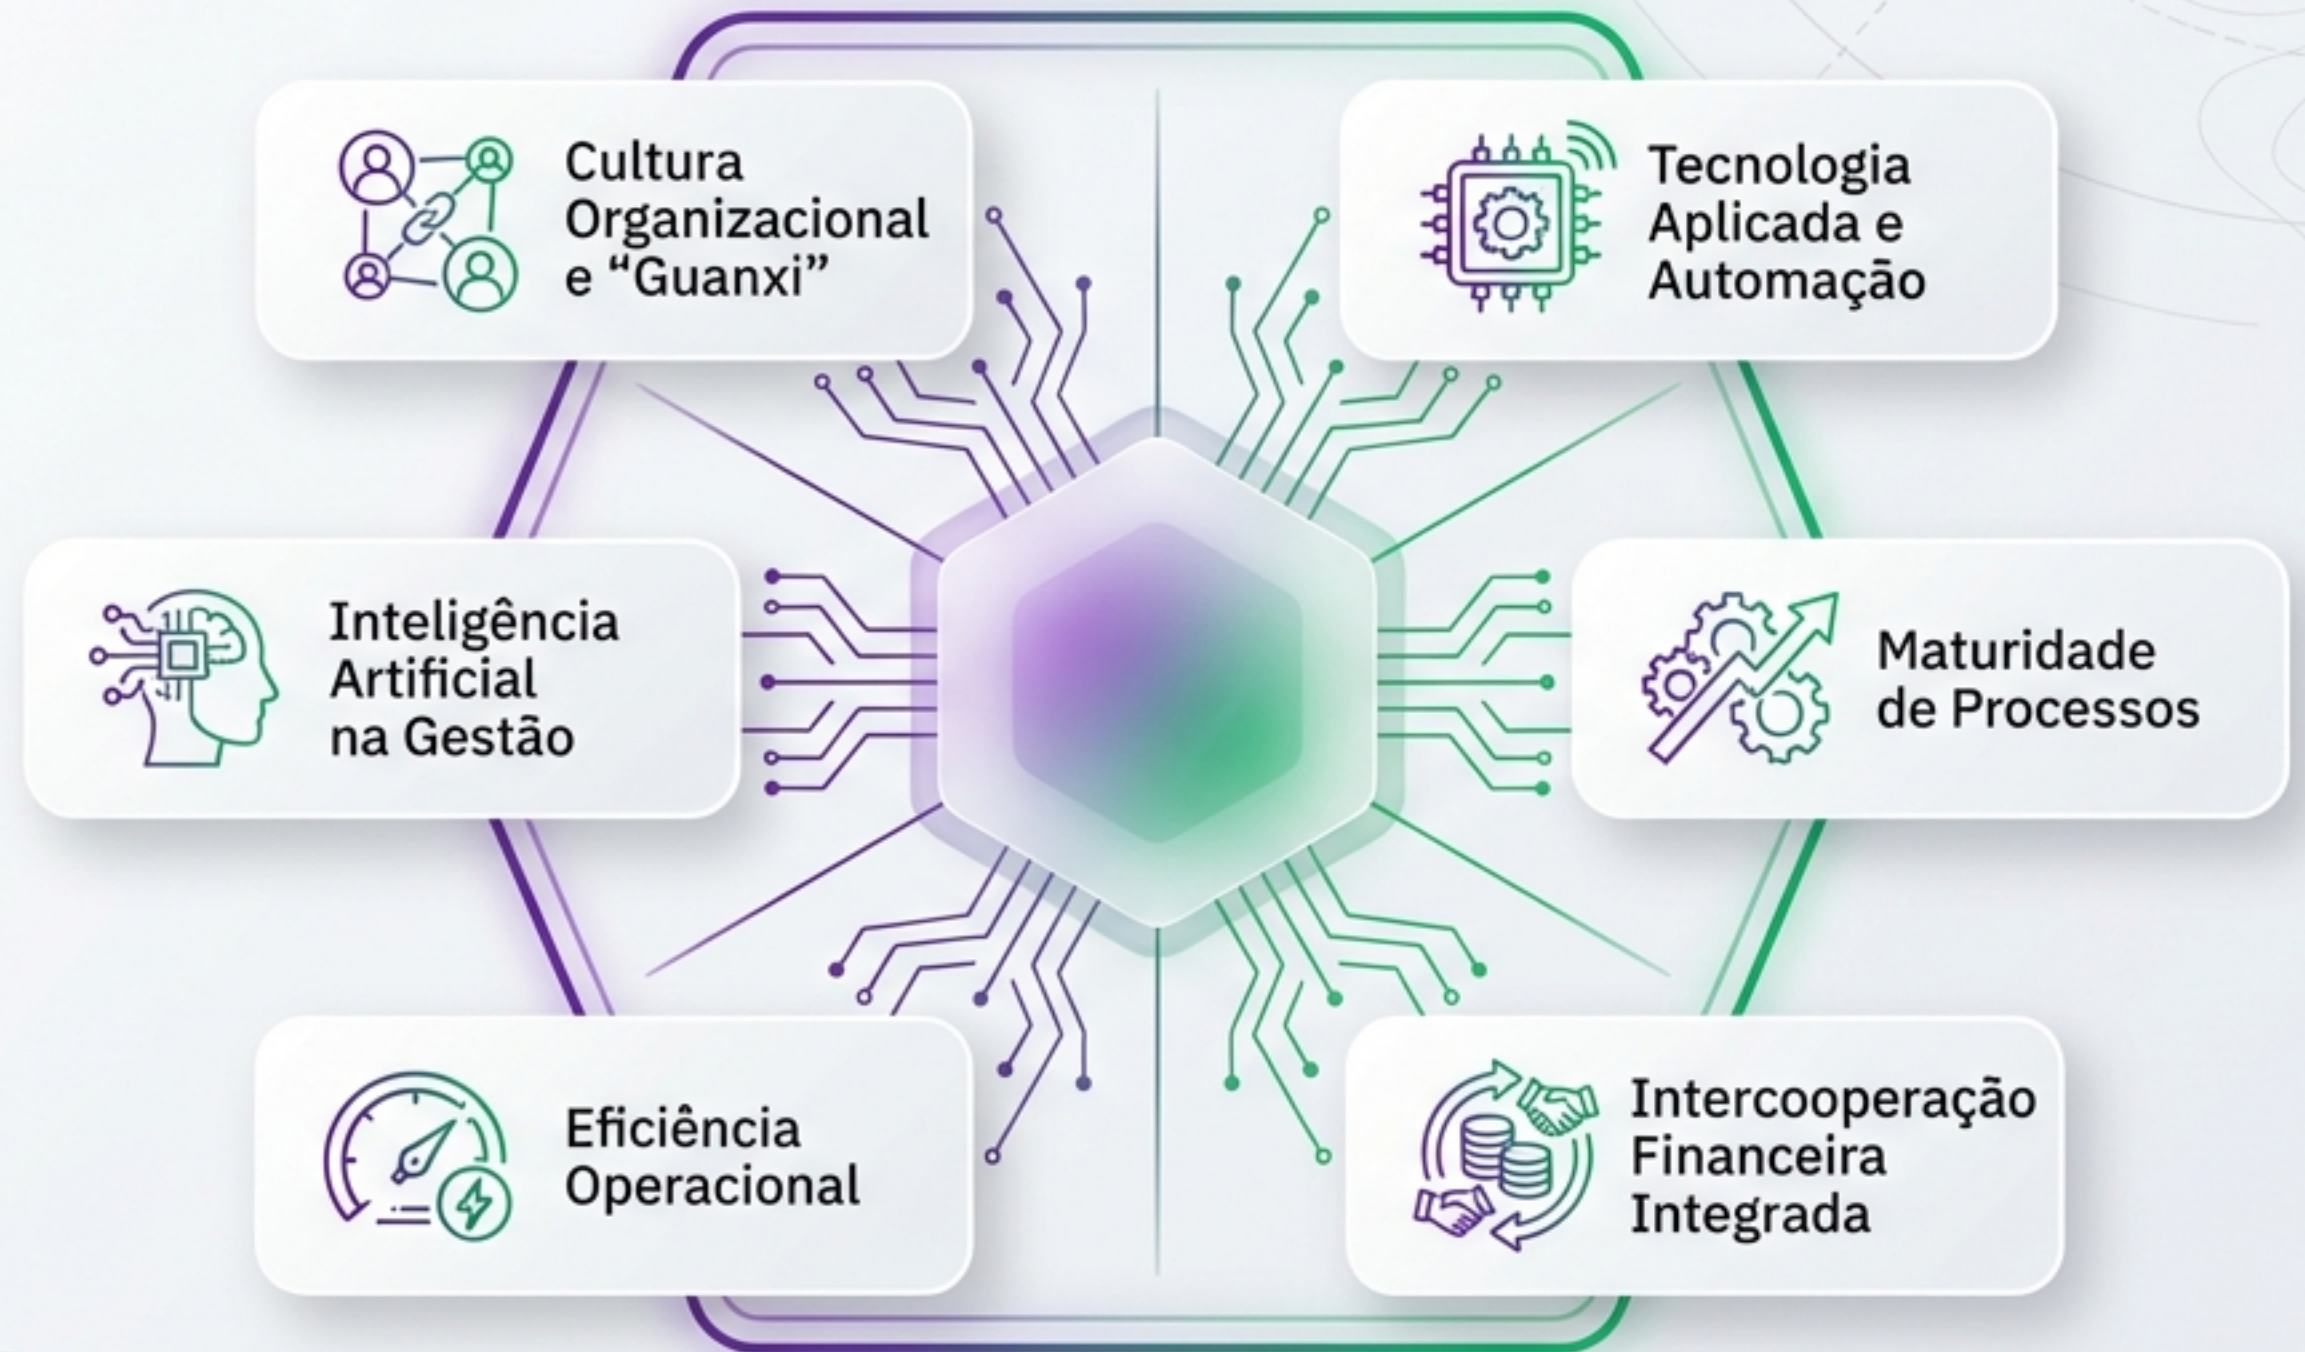 Cultura
Organizacional
e “Guanxi”
Tecnologia
Aplicada e
Automação
Inteligência
Artificial
na Gestão
Maturidade
de Processos
Eficiência
Operacional
Intercooperação
Financeira
Integrada